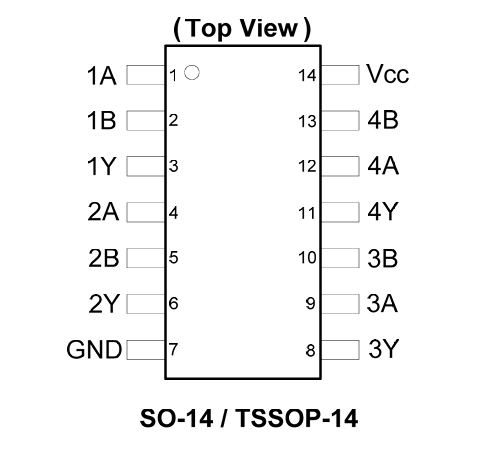 (Top View)
1A 1 14 Vcc
1B 2 13 4B
1Y 3 12 4A
2A 4 11 4Y
2B 5 10 3B
2Y 6 9 3A
GND 7 8 3Y
SO-14 / TSSOP-14